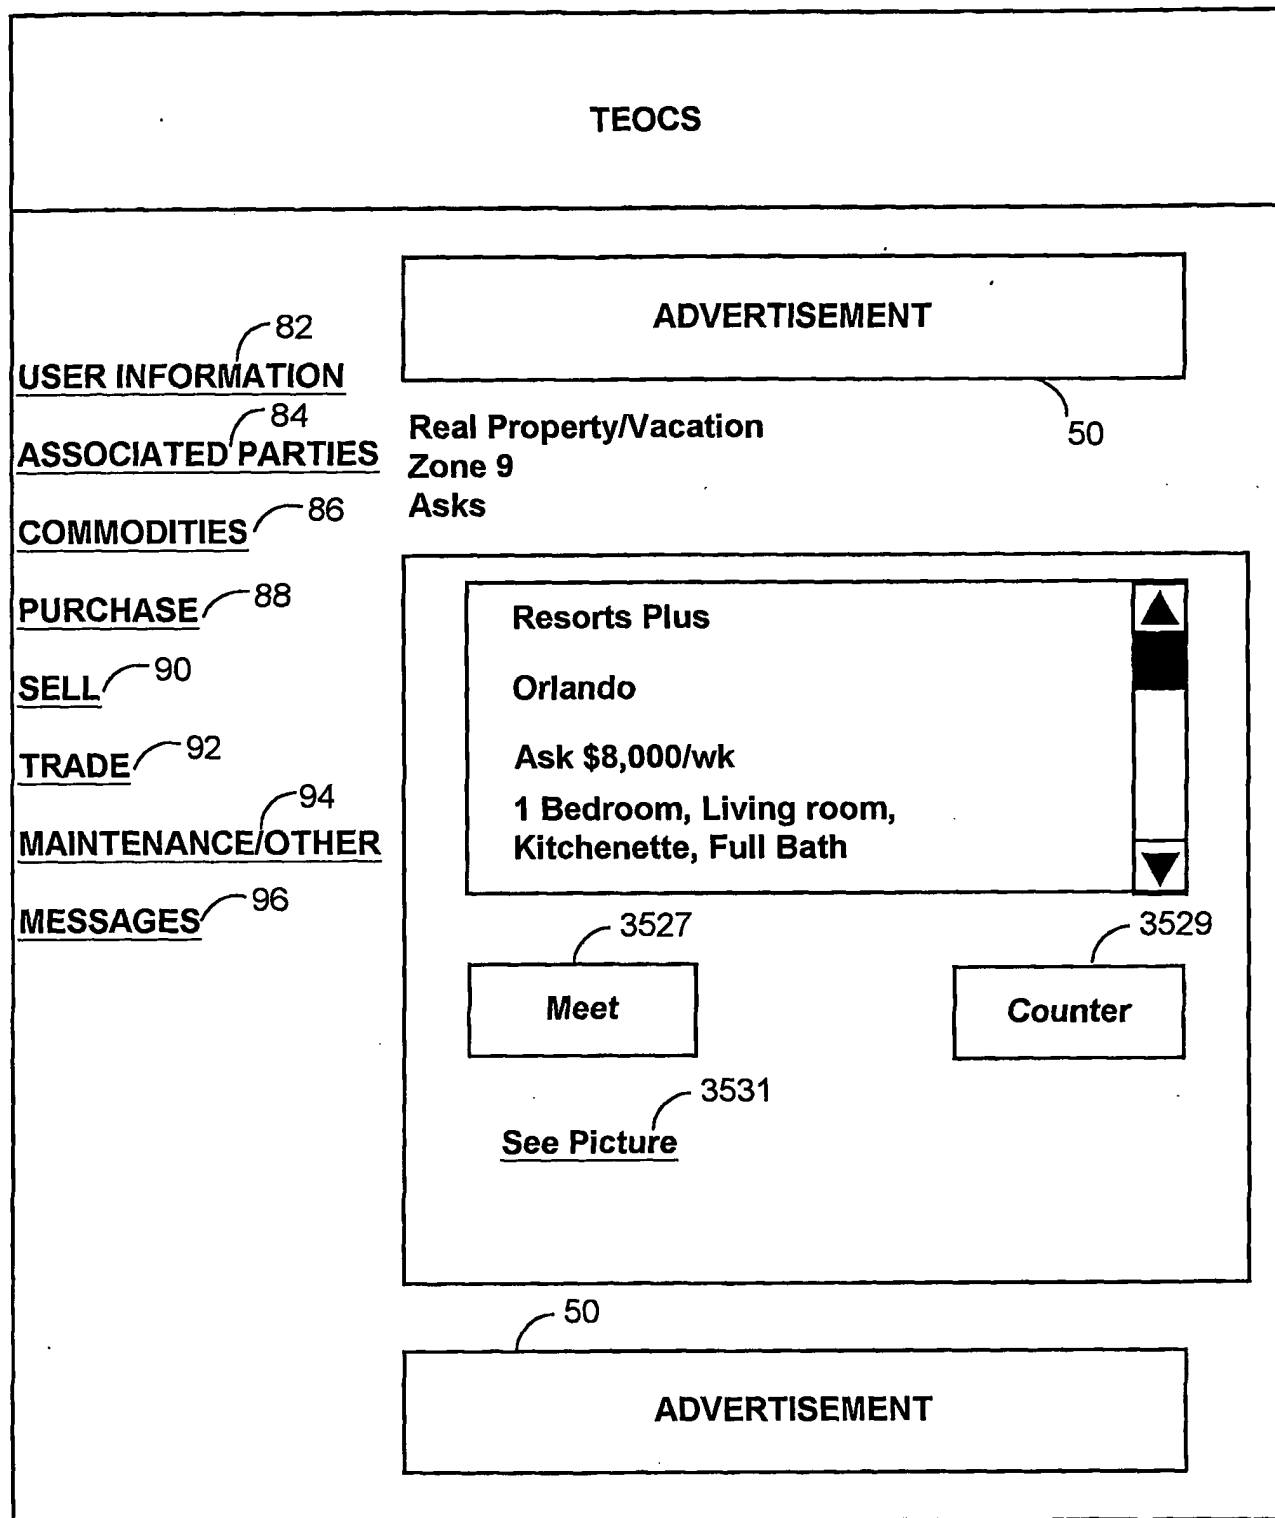 TEOCS
ADVERTISEMENT
50
82
USER INFORMATION
84
ASSOCIATED PARTIES
86
COMMODITIES
88
PURCHASE
90
SELL
92
TRADE
94
MAINTENANCE/OTHER
96
MESSAGES
Real Property/Vacation
Zone 9
Asks
Resorts Plus
Orlando
Ask $8,000/wk
1 Bedroom, Living room,
Kitchenette, Full Bath
3527
3529
Meet
Counter
3531
See Picture
50
ADVERTISEMENT